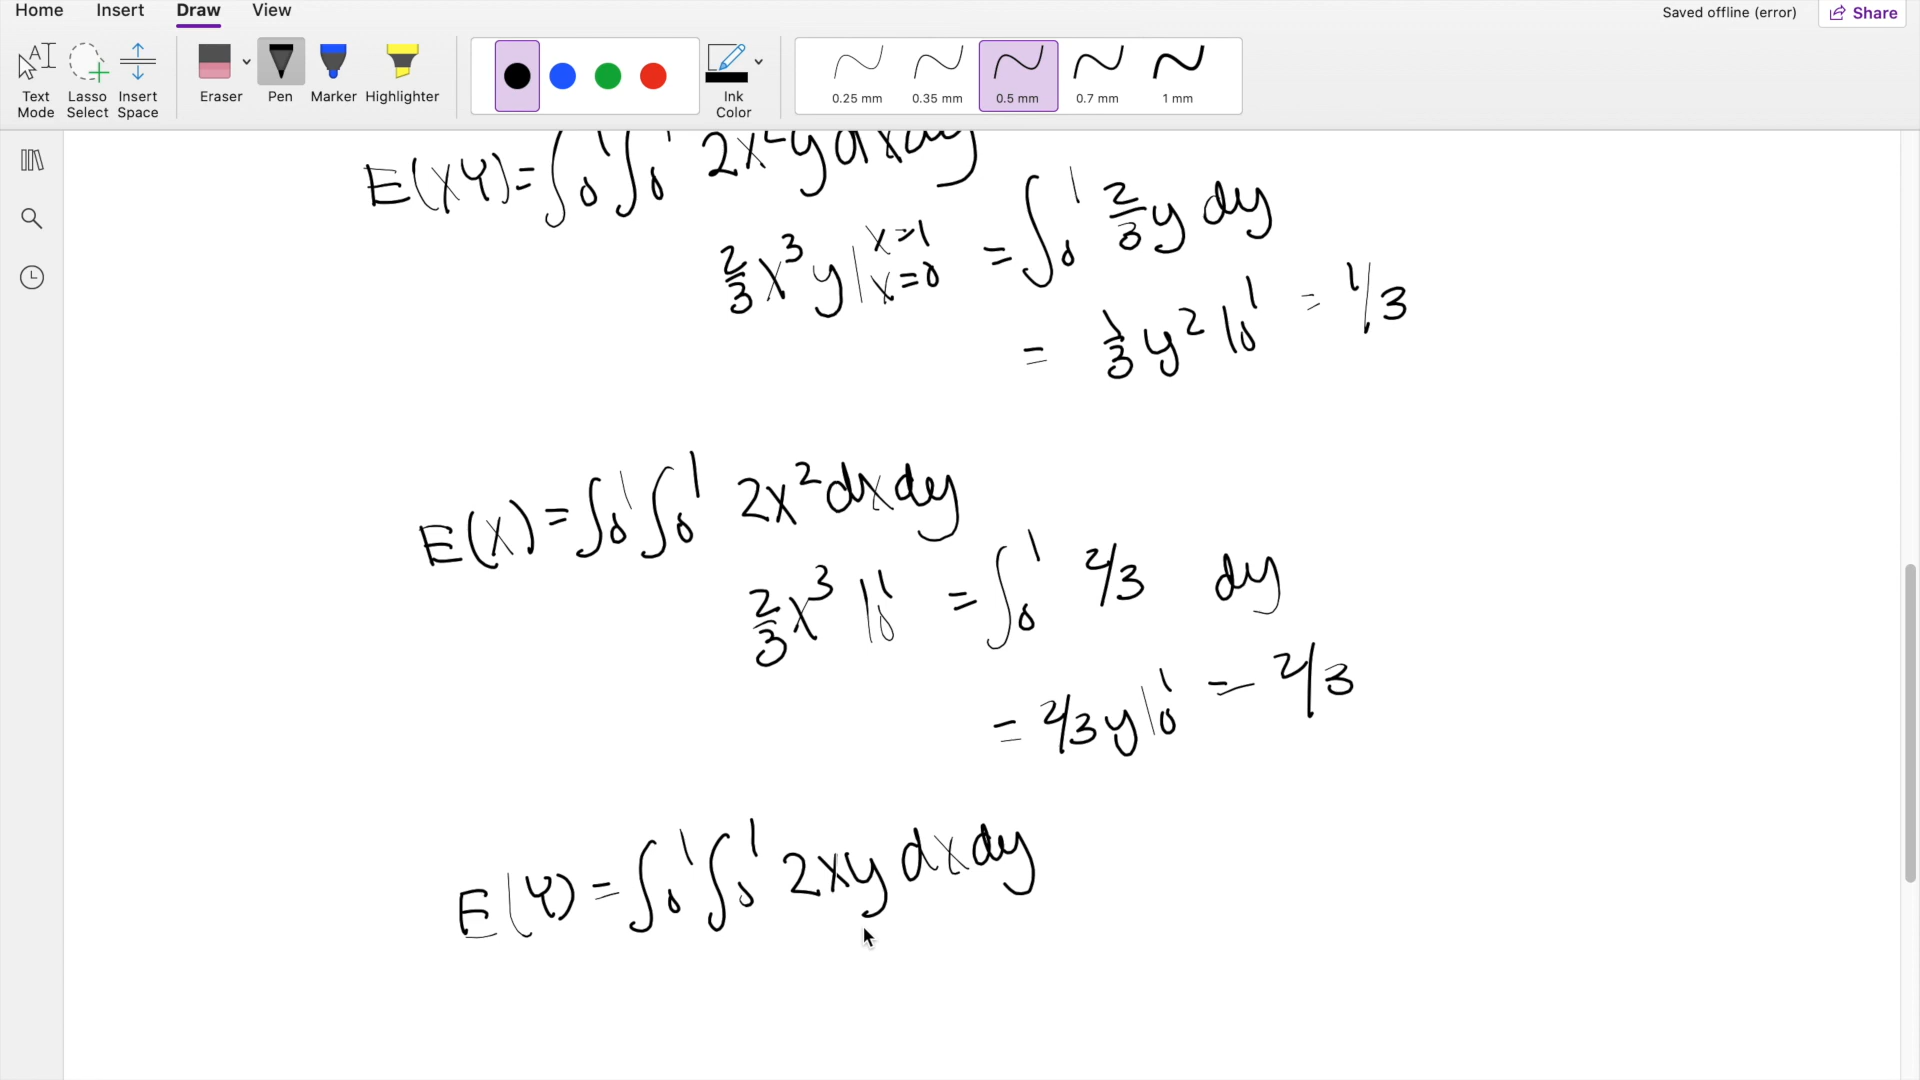 Home Insert Draw View
Saved offline (error) Share
Text Mode Lasso Select Insert Space Eraser Pen Marker Highlighter Ink Color 0.25 mm 0.35 mm 0.5 mm 0.7 mm 1 mm
E(XY)=∫₀¹∫₀¹ 2x²y dxdy
2/3 x³y |x=1 x=0 = ∫₀¹ 2/3 y dy
= 1/3 y² |₀¹ = 1/3
E(X)=∫₀¹∫₀¹ 2x² dxdy
2/3 x³ |₀¹ = ∫₀¹ 2/3 dy
= 2/3 y|₀¹ = 2/3
E(Y)=∫₀¹∫₀¹ 2xy dxdy